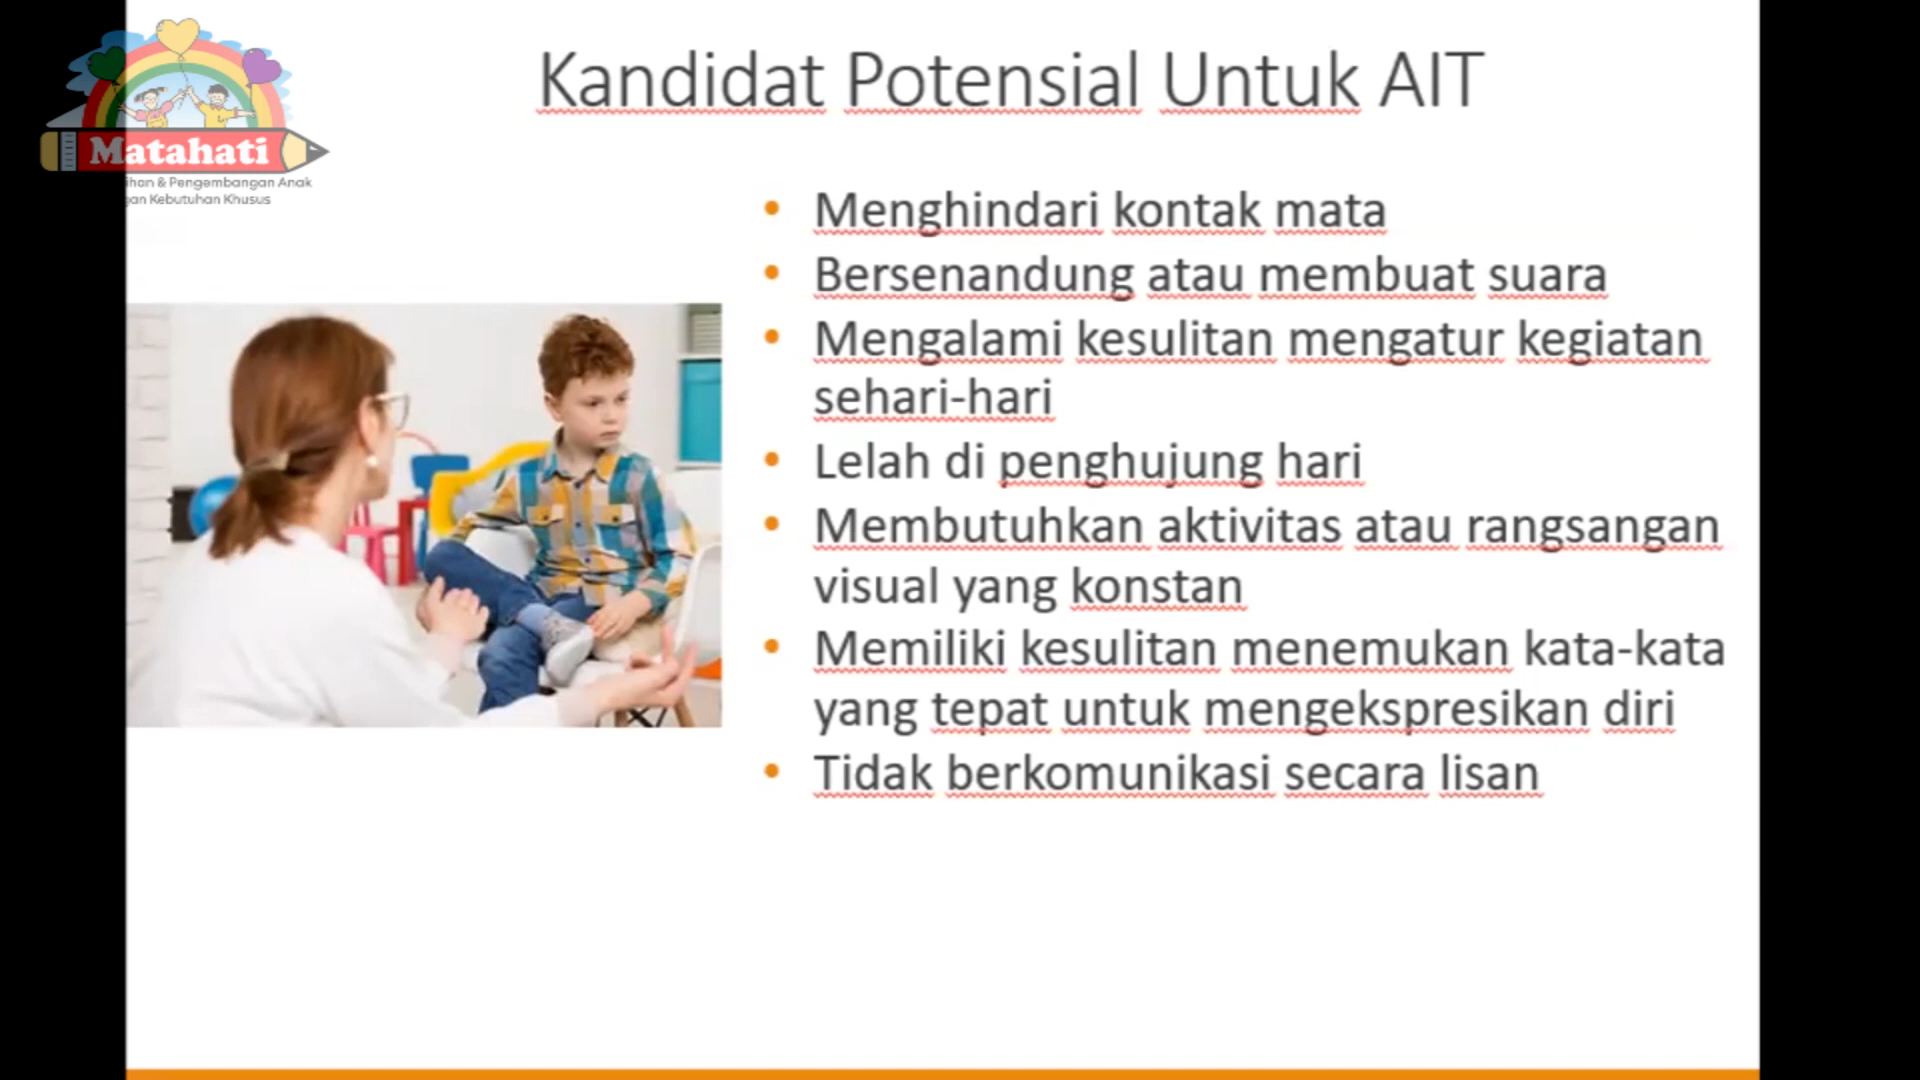 Matahati
& Pengembangan Anak
Kebutuhan Khusus
Kandidat Potensial Untuk AIT
• Menghindari kontak mata
• Bersenandung atau membuat suara
• Mengalami kesulitan mengatur kegiatan
sehari-hari
• Lelah di penghujung hari
• Membutuhkan aktivitas atau rangsangan
visual yang konstan
• Memiliki kesulitan menemukan kata-kata
yang tepat untuk mengekspresikan diri
• Tidak berkomunikasi secara lisan